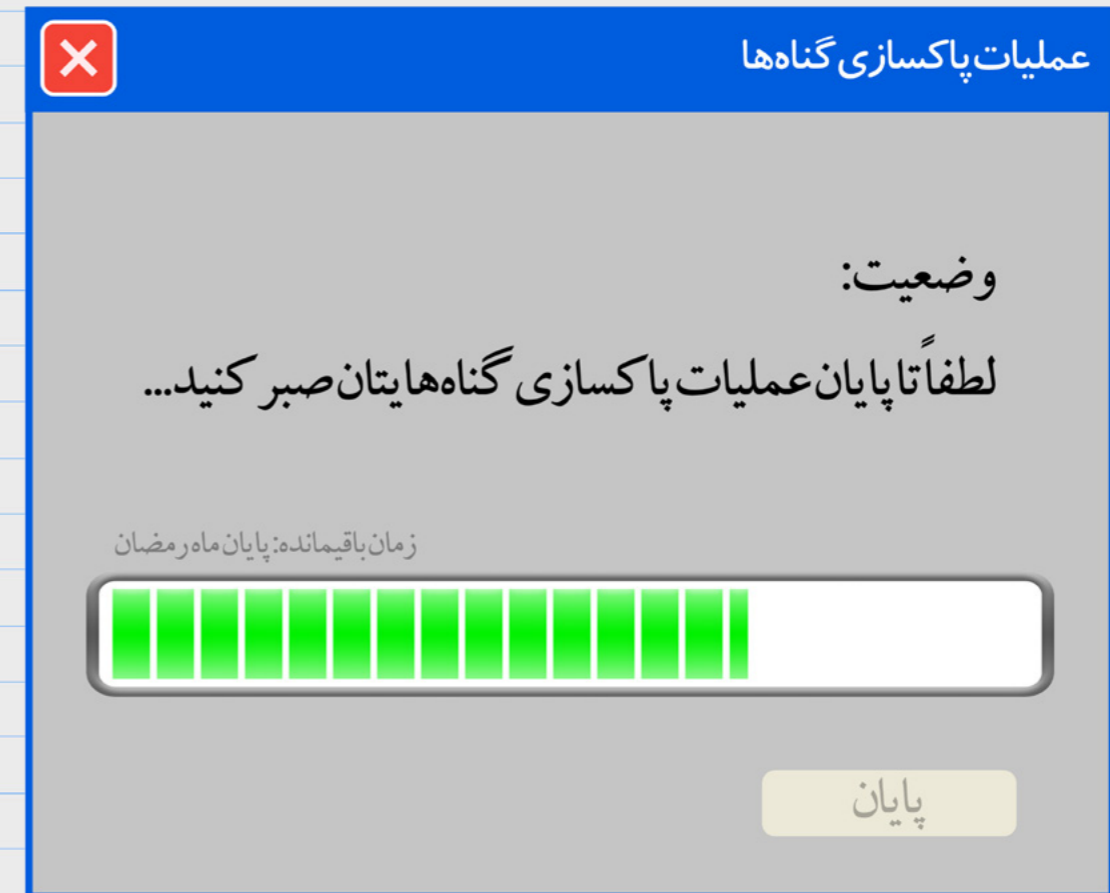 عملیات پاکسازی گناه‌ها
وضعیت:
لطفاً تا پایان عملیات پاکسازی گناه‌هایتان صبر کنید...
زمان باقیمانده: پایان ماه رمضان
پایان